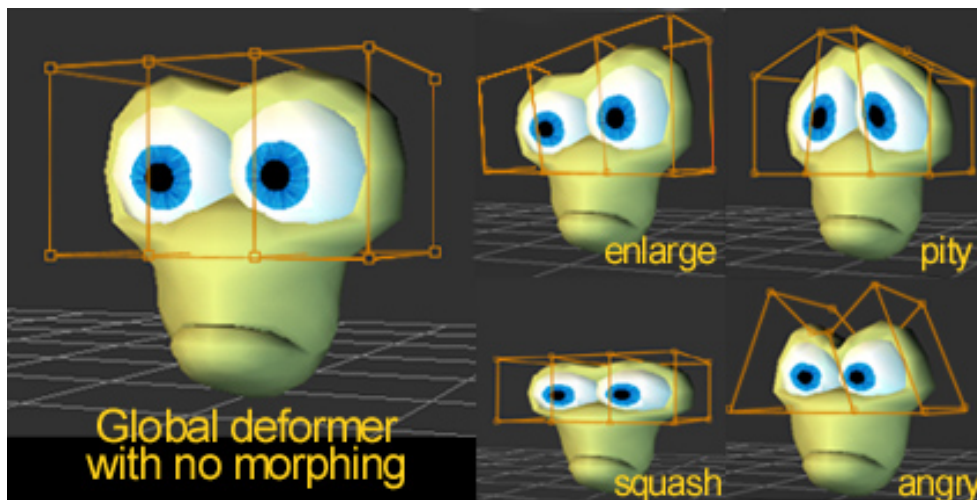 Global deformer
with no morphing
enlarge
pity
squash
angry